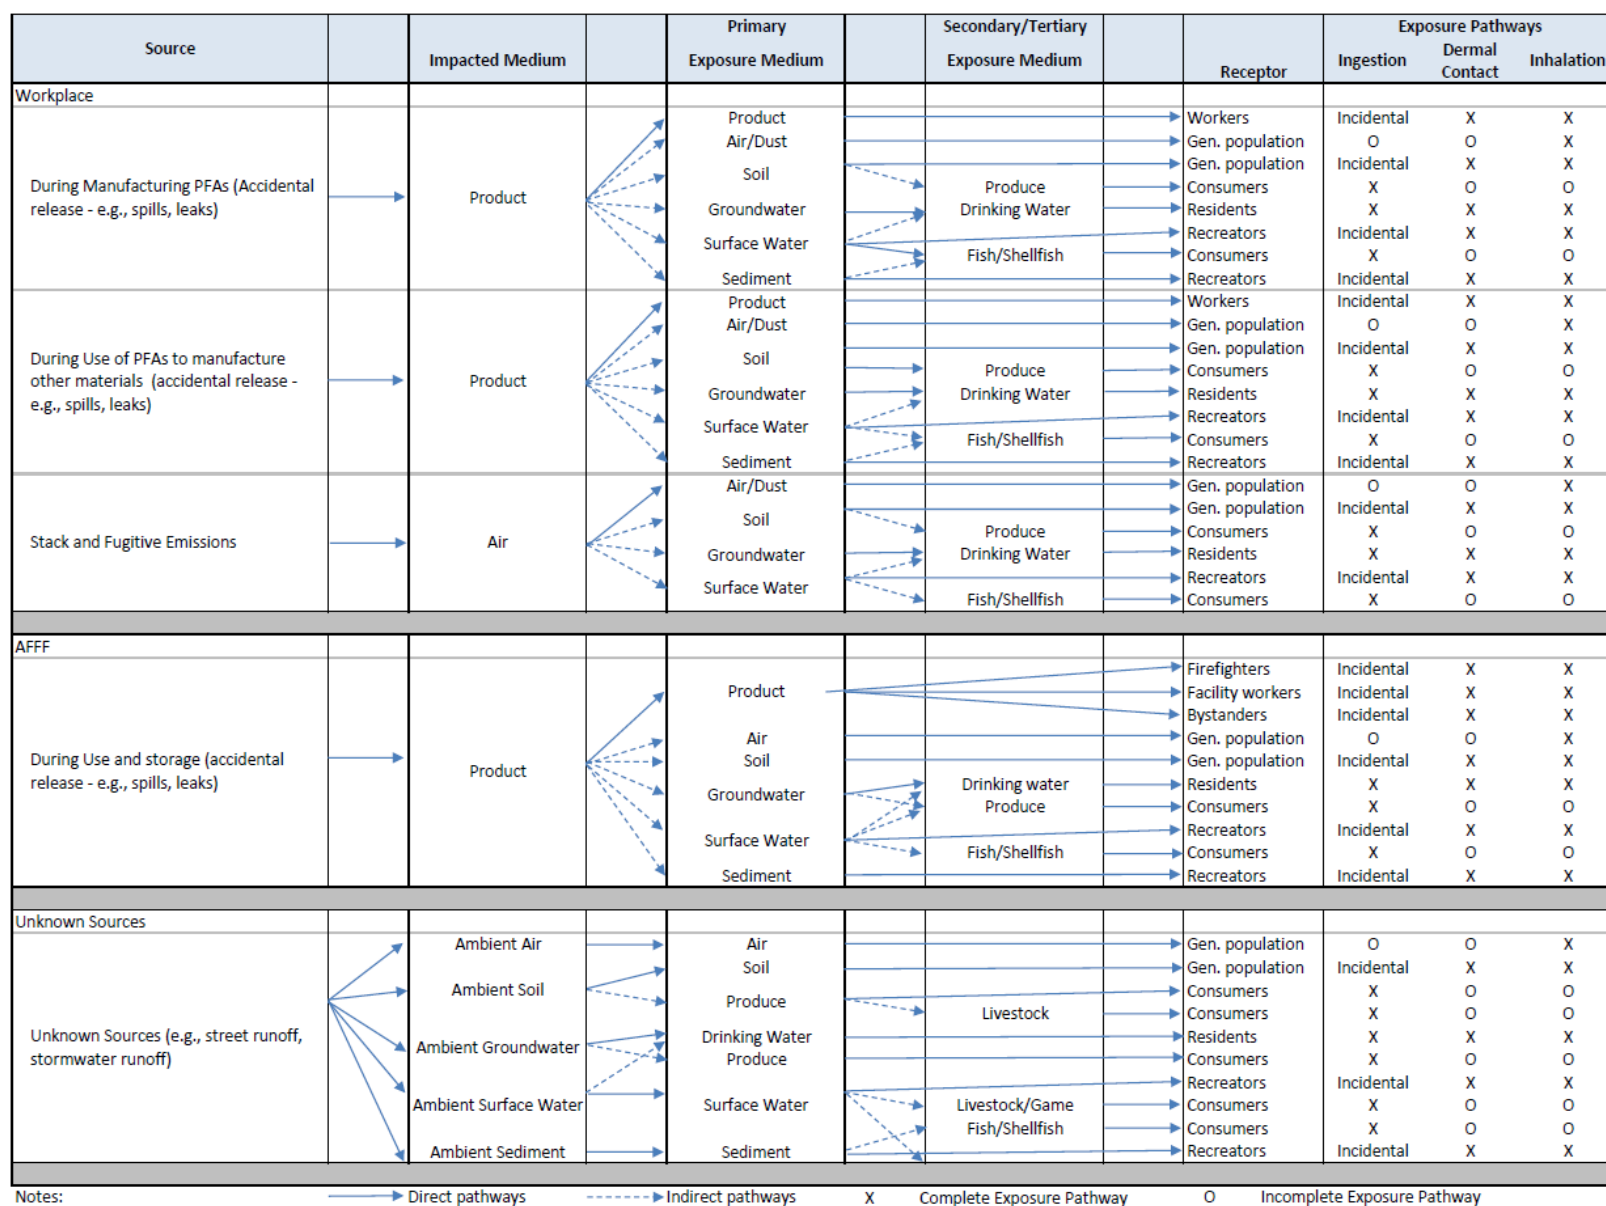 Source Impacted Medium Primary Exposure Medium Secondary/Tertiary Exposure Medium Receptor Exposure Pathways
Ingestion Dermal Contact Inhalation
Workplace
During Manufacturing PFAs (Accidental
release - e.g., spills, leaks)
Product
Product Workers Incidental X X
Air/Dust Gen. population O O X
Soil Gen. population Incidental X X
Produce Consumers X O O
Groundwater Drinking Water Residents X X X
Surface Water Recreators Incidental X X
Fish/Shellfish Consumers X O O
Sediment Recreators Incidental X X
During Use of PFAs to manufacture
other materials (accidental release -
e.g., spills, leaks)
Product
Product Workers Incidental X X
Air/Dust Gen. population O O X
Soil Gen. population Incidental X X
Produce Consumers X O O
Groundwater Drinking Water Residents X X X
Surface Water Recreators Incidental X X
Fish/Shellfish Consumers X O O
Sediment Recreators Incidental X X
Stack and Fugitive Emissions
Air
Air/Dust Gen. population O O X
Soil Gen. population Incidental X X
Produce Consumers X O O
Groundwater Drinking Water Residents X X X
Surface Water Recreators Incidental X X
Fish/Shellfish Consumers X O O
AFFF
During Use and storage (accidental
release - e.g., spills, leaks)
Product
Firefighters Incidental X X
Product Facility workers Incidental X X
Bystanders Incidental X X
Air Gen. population O O X
Soil Gen. population Incidental X X
Groundwater Drinking water Residents X X X
Produce Consumers X O O
Surface Water Recreators Incidental X X
Fish/Shellfish Consumers X O O
Sediment Recreators Incidental X X
Unknown Sources
Unknown Sources (e.g., street runoff,
stormwater runoff)
Ambient Air Air Gen. population O O X
Ambient Soil Soil Gen. population Incidental X X
Produce Consumers X O O
Livestock Consumers X O O
Ambient Groundwater Drinking Water Residents X X X
Produce Consumers X O O
Recreators Incidental X X
Ambient Surface Water Surface Water Livestock/Game Consumers X O O
Fish/Shellfish Consumers X O O
Ambient Sediment Sediment Recreators Incidental X X
Notes: Direct pathways Indirect pathways X Complete Exposure Pathway O Incomplete Exposure Pathway